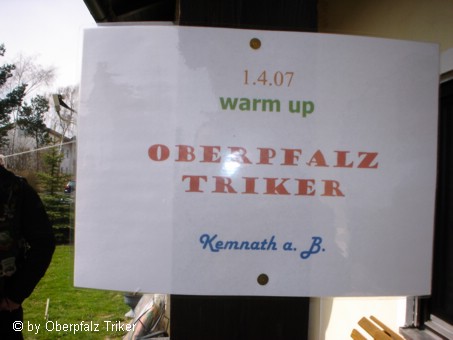 1.4.07
warm up
OBERPFALZ
TRIKER
Kemnath a. B.
© by Oberpfalz Triker